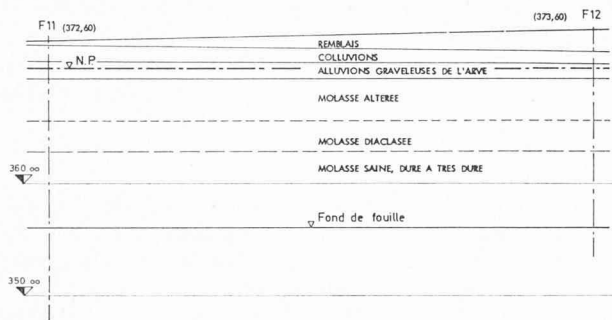 F11 (372,60)
(373,60) F12
REMBLAIS
COLLUVIONS
N.P
ALLUVIONS GRAVELEUSES DE L'ARVE
MOLASSE ALTEREE
MOLASSE DIACLASEE
360 oo
MOLASSE SAINE, DURE A TRES DURE
Fond de fouille
350 oo